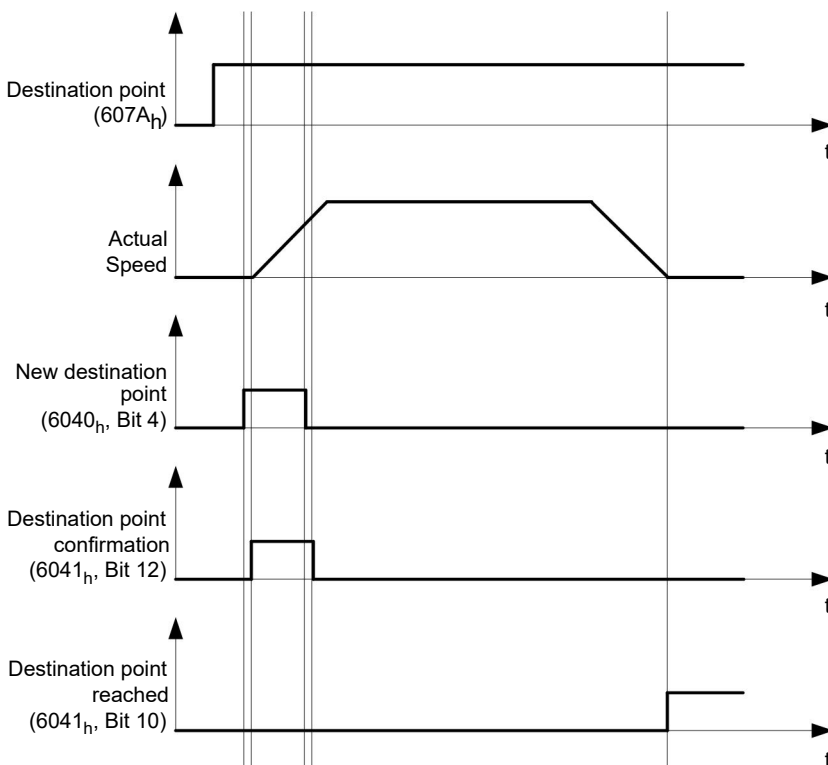 Destination point
(607Ah)
t
Actual
Speed
t
New destination
point
(6040h, Bit 4)
t
Destination point
confirmation
(6041h, Bit 12)
t
Destination point
reached
(6041h, Bit 10)
t